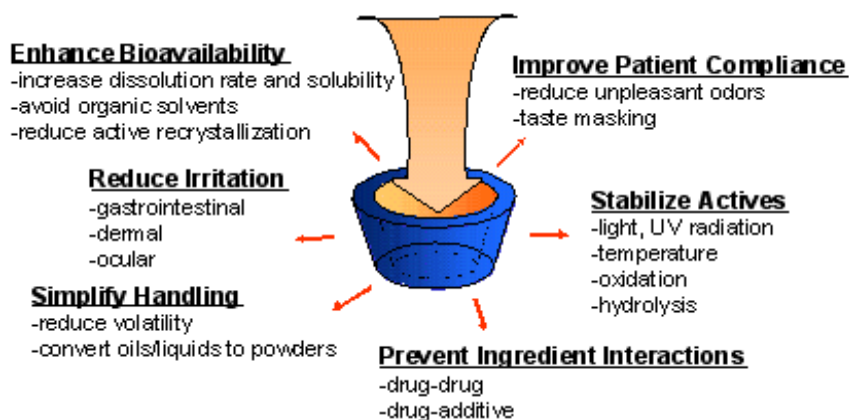 Enhance Bioavailability
-increase dissolution rate and solubility
-avoid organic solvents
-reduce active recrystallization
Improve Patient Compliance
-reduce unpleasant odors
-taste masking
Reduce Irritation
-gastrointestinal
-dermal
-ocular
Stabilize Actives
-light, UV radiation
-temperature
-oxidation
-hydrolysis
Simplify Handling
-reduce volatility
-convert oils/liquids to powders
Prevent Ingredient Interactions
-drug-drug
-drug-additive